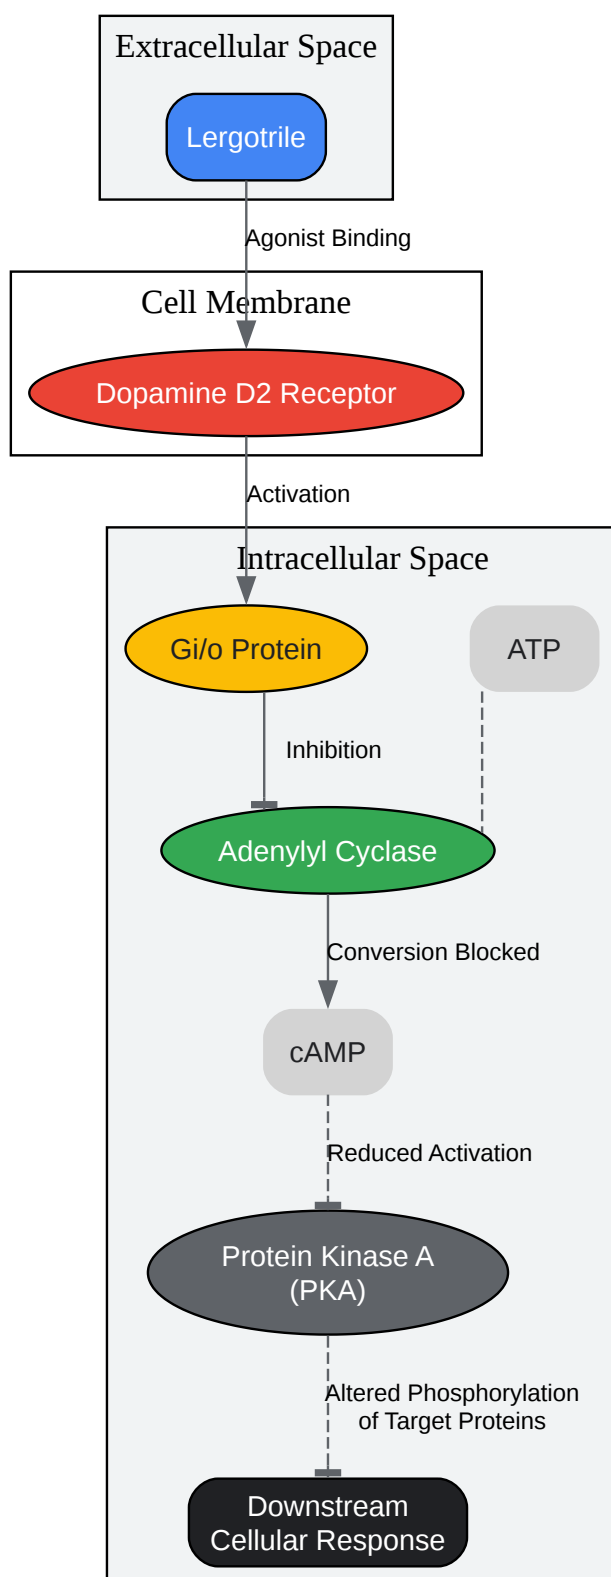 Extracellular Space
Lergotrile
Agonist Binding
Cell Membrane
Dopamine D2 Receptor
Activation
Intracellular Space
Gi/o Protein
ATP
Inhibition
Adenylyl Cyclase
Conversion Blocked
cAMP
Reduced Activation
Protein Kinase A
(PKA)
Altered Phosphorylation
of Target Proteins
Downstream
Cellular Response